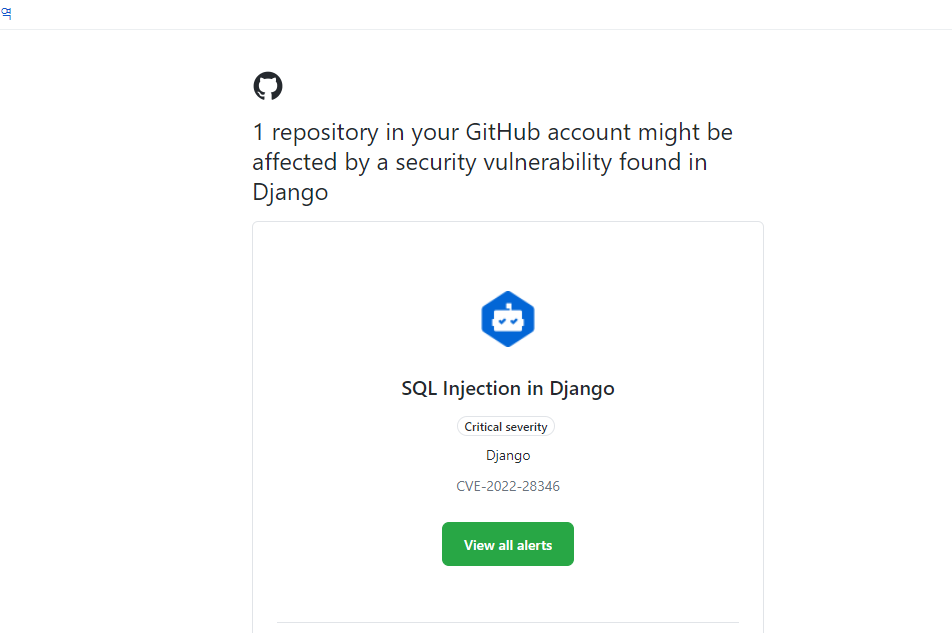 역
1 repository in your GitHub account might be
affected by a security vulnerability found in
Django
SQL Injection in Django
Critical severity
Django
CVE-2022-28346
View all alerts